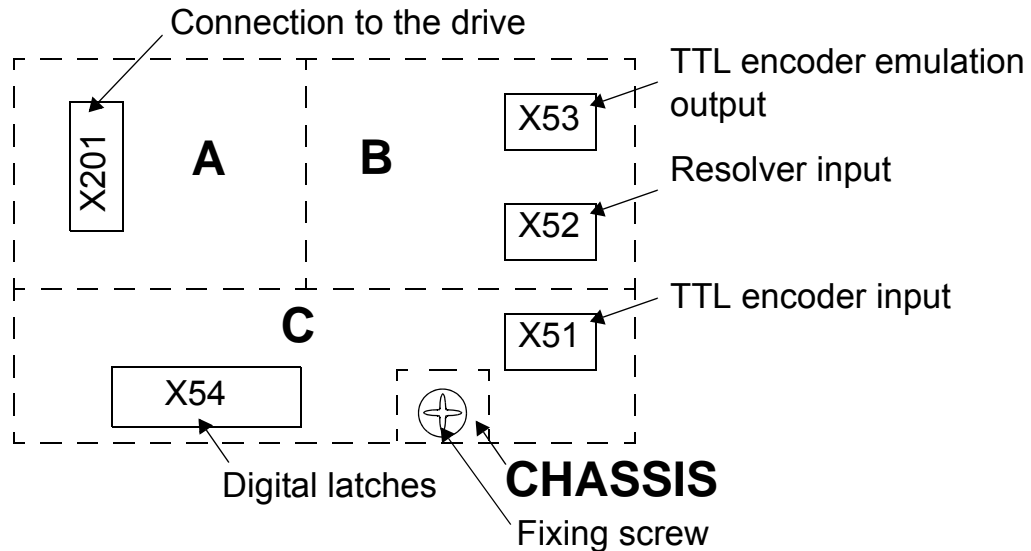 Connection to the drive
TTL encoder emulation
output
X53
X201
A
B
Resolver input
X52
TTL encoder input
C
X51
X54
Digital latches
CHASSIS
Fixing screw